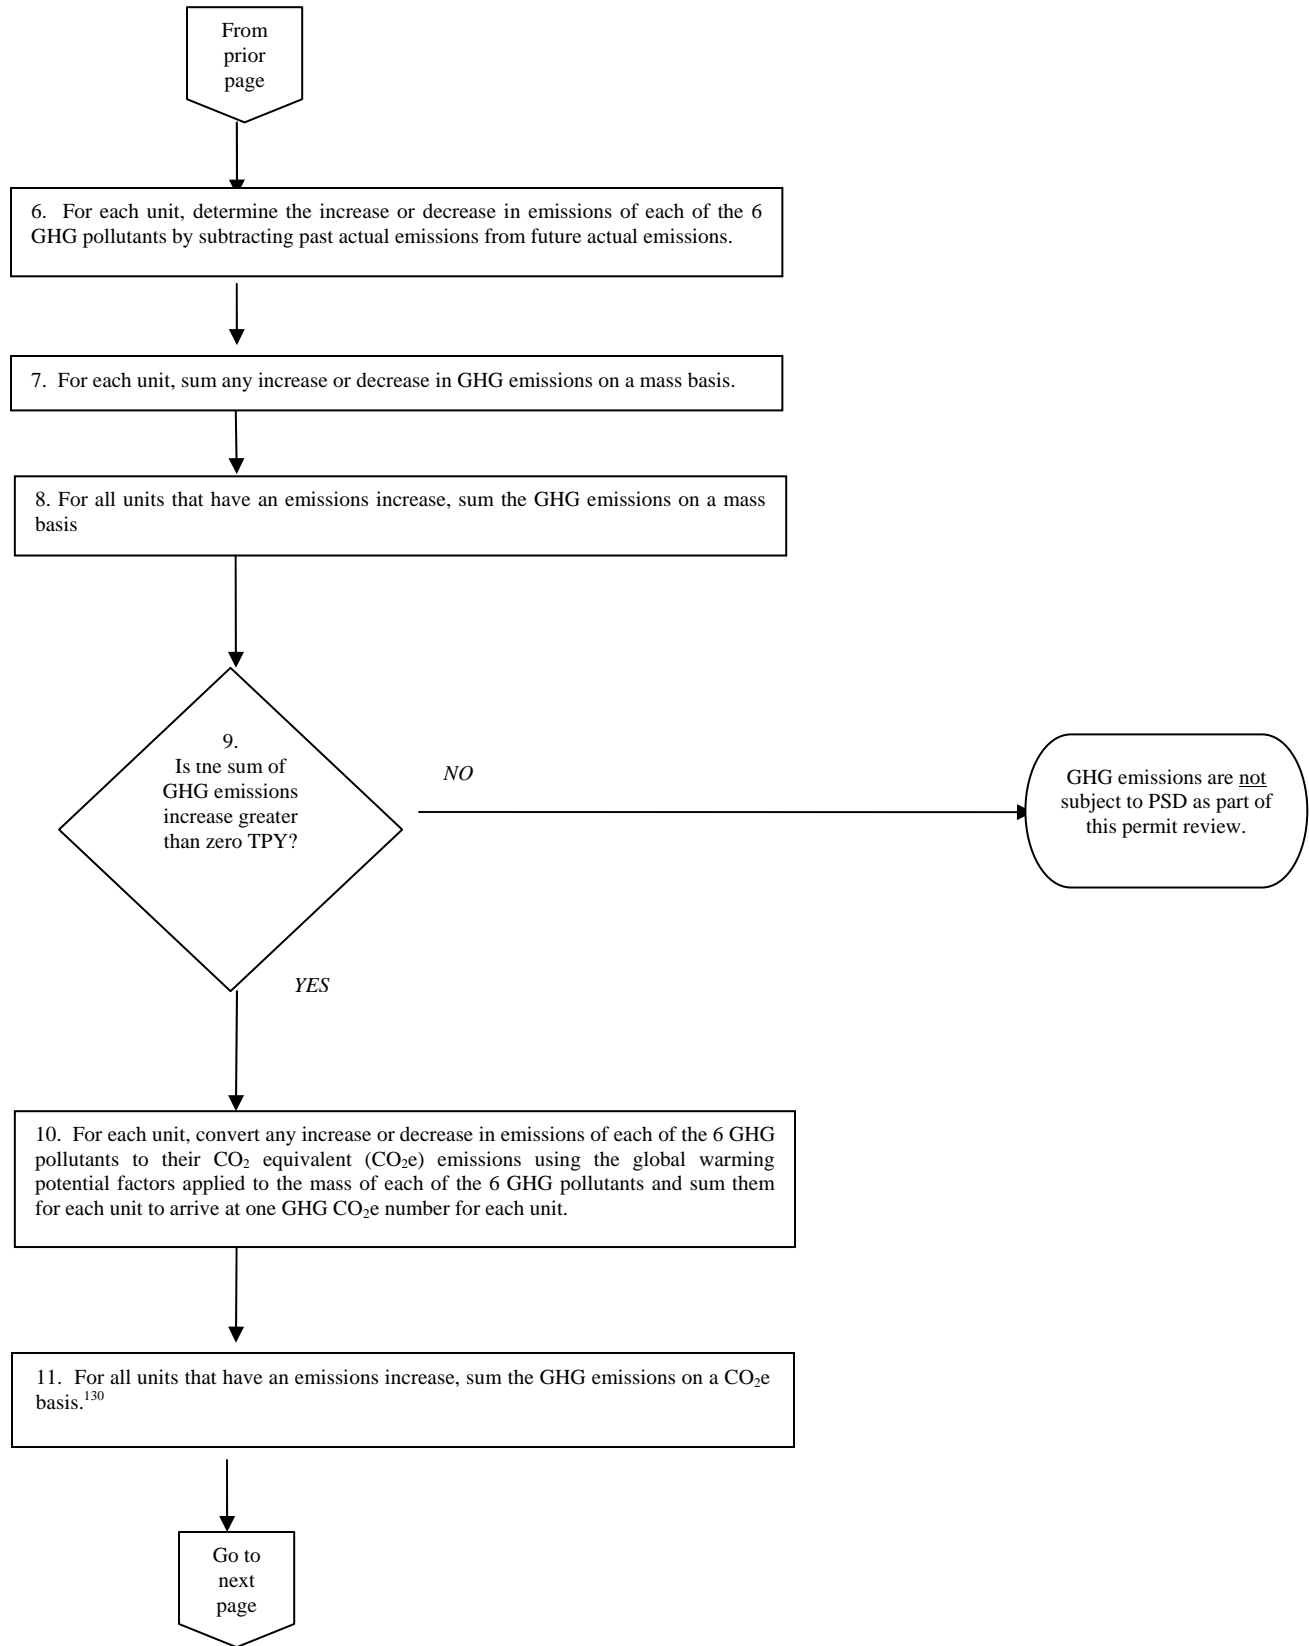 From
prior
page
6. For each unit, determine the increase or decrease in emissions of each of the 6
GHG pollutants by subtracting past actual emissions from future actual emissions.
7. For each unit, sum any increase or decrease in GHG emissions on a mass basis.
8. For all units that have an emissions increase, sum the GHG emissions on a mass
basis
9.
Is the sum of
GHG emissions
increase greater
than zero TPY?
NO
GHG emissions are not
subject to PSD as part of
this permit review.
YES
10. For each unit, convert any increase or decrease in emissions of each of the 6 GHG
pollutants to their CO₂ equivalent (CO₂e) emissions using the global warming
potential factors applied to the mass of each of the 6 GHG pollutants and sum them
for each unit to arrive at one GHG CO₂e number for each unit.
11. For all units that have an emissions increase, sum the GHG emissions on a CO₂e
basis.¹³⁰
Go to
next
page